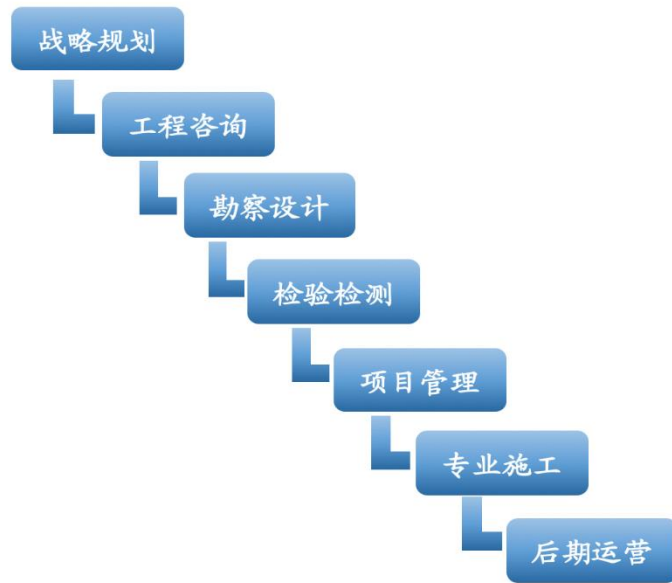 战略规划
工程咨询
勘察设计
检验检测
项目管理
专业施工
后期运营